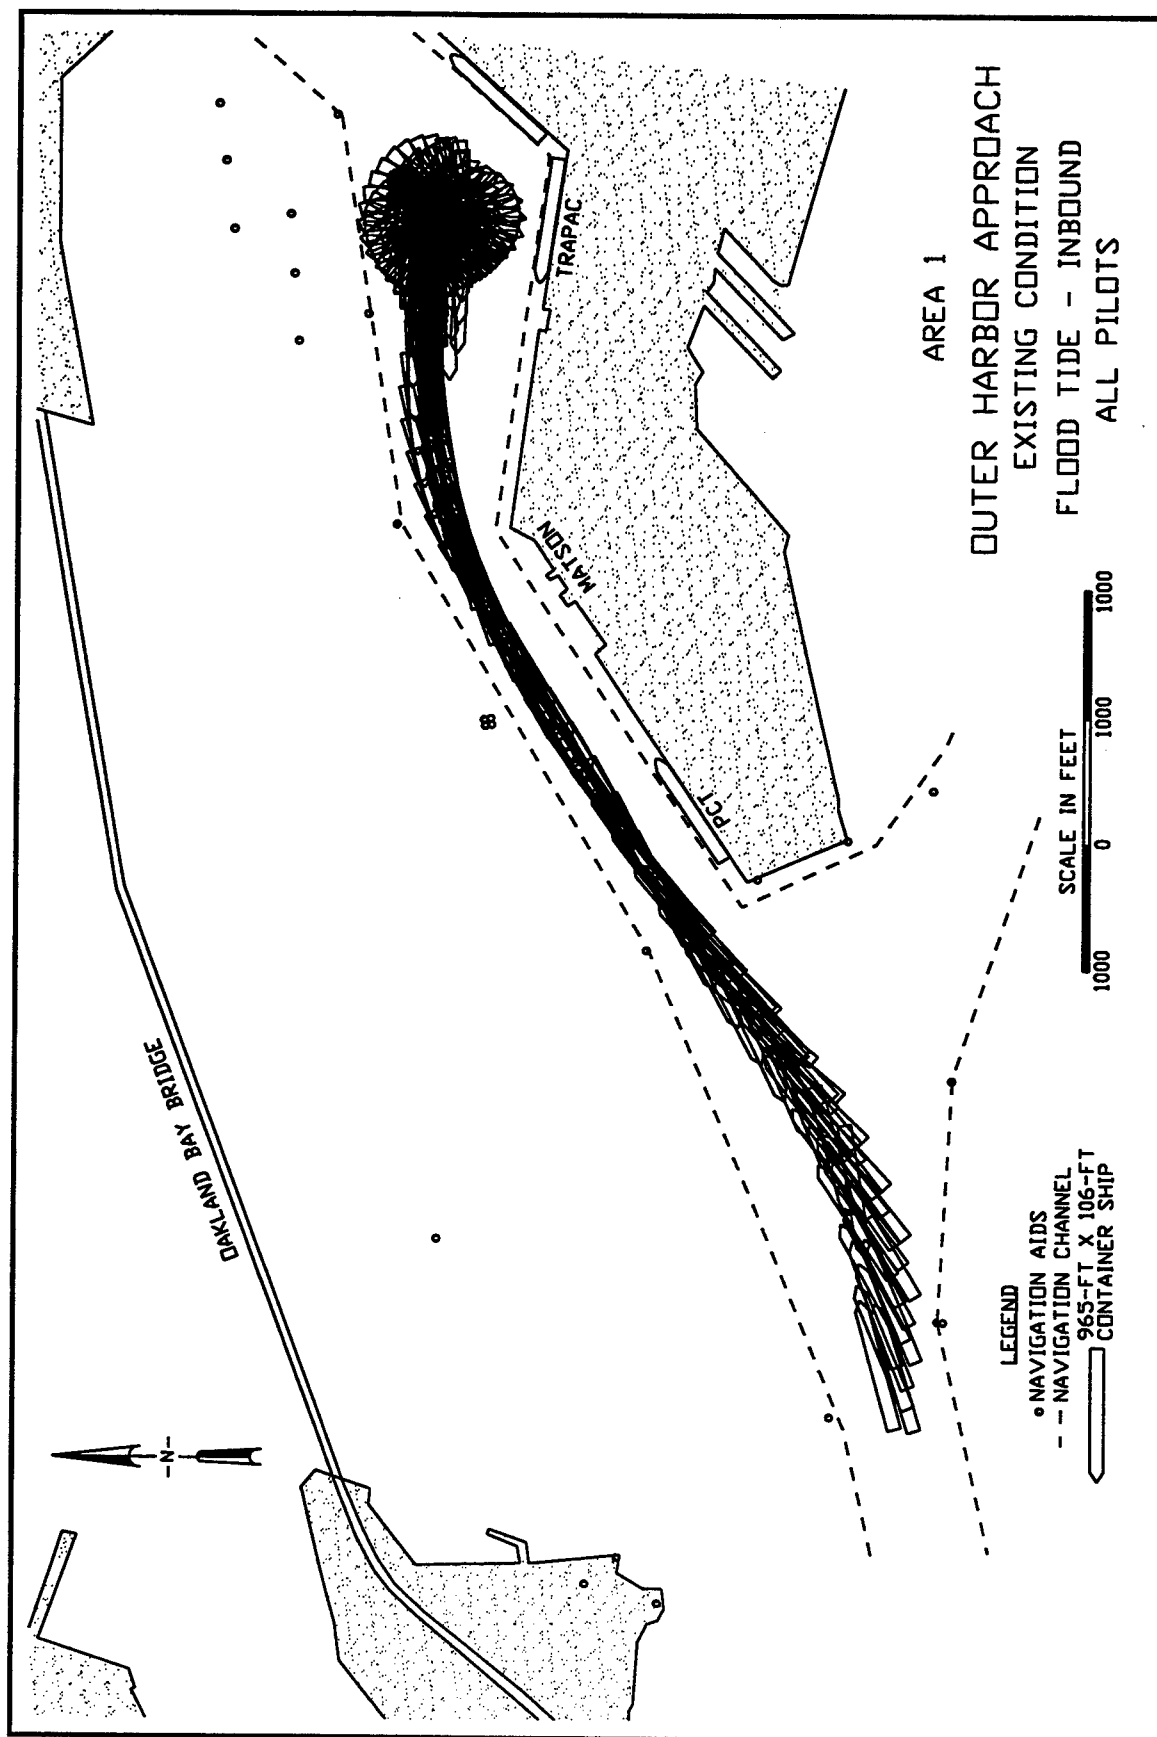 OAKLAND BAY BRIDGE
-N-
TRAPAC
MATSON
PCT
AREA 1
OUTER HARBOR APPROACH
EXISTING CONDITION
FLOOD TIDE - INBOUND
ALL PILOTS
SCALE IN FEET
1000 0 1000 1000
LEGEND
NAVIGATION AIDS
NAVIGATION CHANNEL
965-FT X 106-FT
CONTAINER SHIP